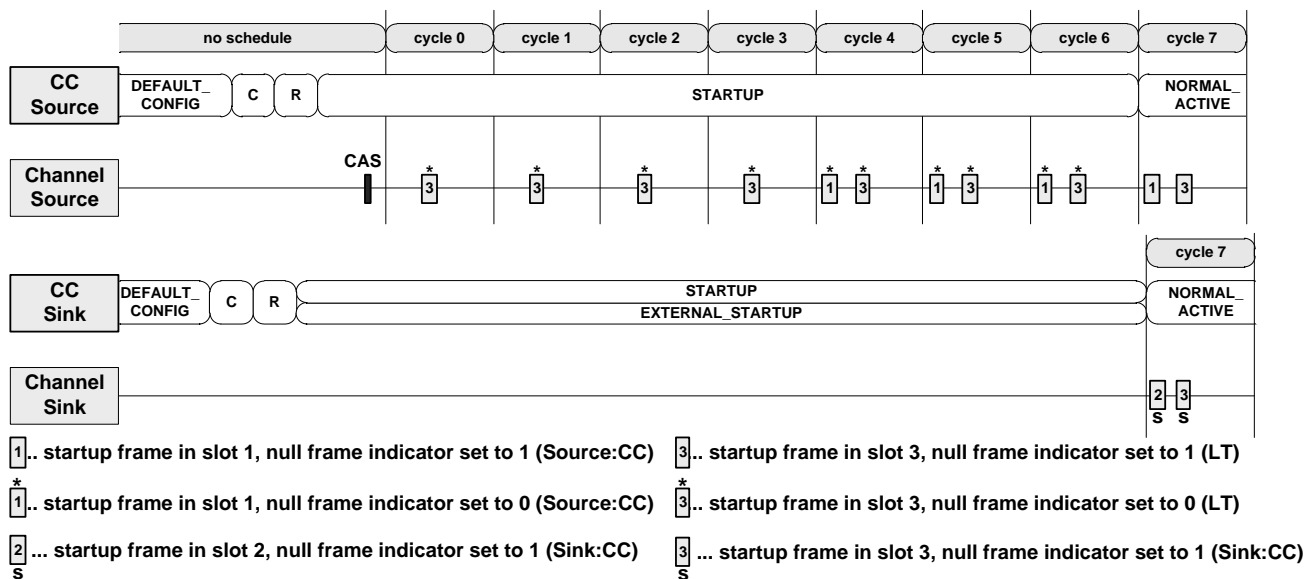 no schedule cycle 0 cycle 1 cycle 2 cycle 3 cycle 4 cycle 5 cycle 6 cycle 7
CC
Source
DEFAULT_
CONFIG
C
R
STARTUP
NORMAL_
ACTIVE
CAS
* * * * * * * * * *
Channel
Source
3 3 3 3 1 3 1 3 1 3 1 3
cycle 7
CC
Sink
DEFAULT_
CONFIG
C
R
STARTUP
EXTERNAL_STARTUP
NORMAL_
ACTIVE
Channel
Sink
2 3
s s
1 .. startup frame in slot 1, null frame indicator set to 1 (Source:CC)
3 ... startup frame in slot 3, null frame indicator set to 1 (LT)
*
1 .. startup frame in slot 1, null frame indicator set to 0 (Source:CC)
*
3 ... startup frame in slot 3, null frame indicator set to 0 (LT)
2 ... startup frame in slot 2, null frame indicator set to 1 (Sink:CC)
s
3 ... startup frame in slot 3, null frame indicator set to 1 (Sink:CC)
s